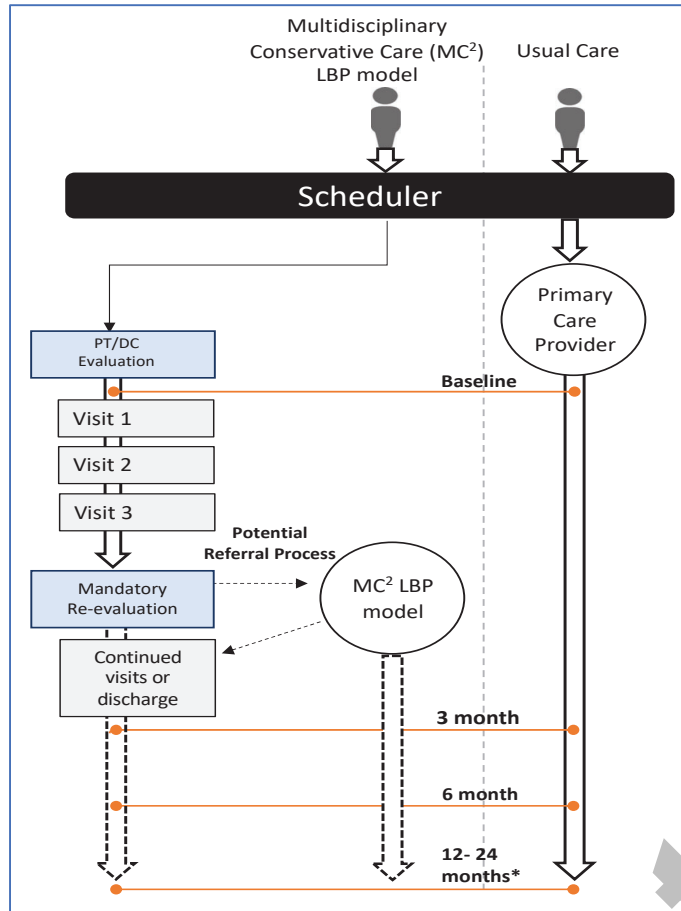 Multidisciplinary
Conservative Care (MC²)
LBP model
Usual Care
Scheduler
Primary
Care
Provider
PT/DC
Evaluation
Baseline
Visit 1
Visit 2
Visit 3
Potential
Referral Process
Mandatory
Re-evaluation
MC² LBP
model
Continued
visits or
discharge
3 month
6 month
12- 24
months*